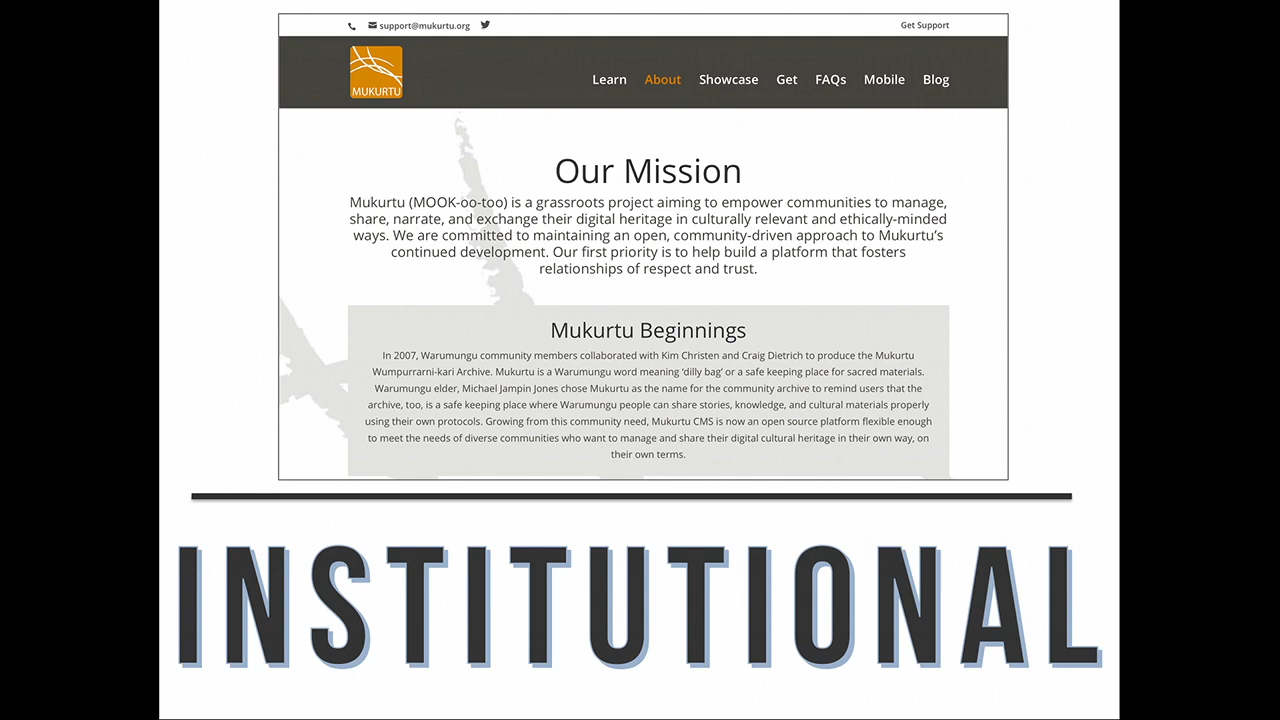 support@mukurtu.org
Get Support
MUKURTU
Learn About Showcase Get FAQs Mobile Blog
Our Mission
Mukurtu (MOOK-oo-too) is a grassroots project aiming to empower communities to manage,
share, narrate, and exchange their digital heritage in culturally relevant and ethically-minded
ways. We are committed to maintaining an open, community-driven approach to Mukurtu's
continued development. Our first priority is to help build a platform that fosters
relationships of respect and trust.
Mukurtu Beginnings
In 2007, Warumungu community members collaborated with Kim Christen and Craig Dietrich to produce the Mukurtu
Wumpurrarni-kari Archive. Mukurtu is a Warumungu word meaning 'dilly bag' or a safe keeping place for sacred materials.
Warumungu elder, Michael Jampin Jones chose Mukurtu as the name for the community archive to remind users that the
archive, too, is a safe keeping place where Warumungu people can share stories, knowledge, and cultural materials properly
using their own protocols. Growing from this community need, Mukurtu CMS is now an open source platform flexible enough
to meet the needs of diverse communities who want to manage and share their digital cultural heritage in their own way, on
their own terms.
INSTITUTIONAL